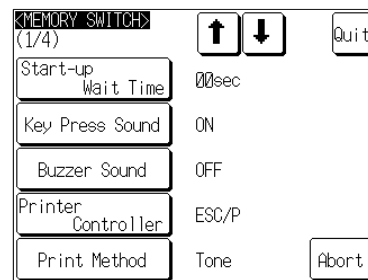 <MEMORY SWITCH>
(1/4)
Quit
Start-up
Wait Time
00sec
Key Press Sound
ON
Buzzer Sound
OFF
Printer
Controller
ESC/P
Print Method
Tone
Abort